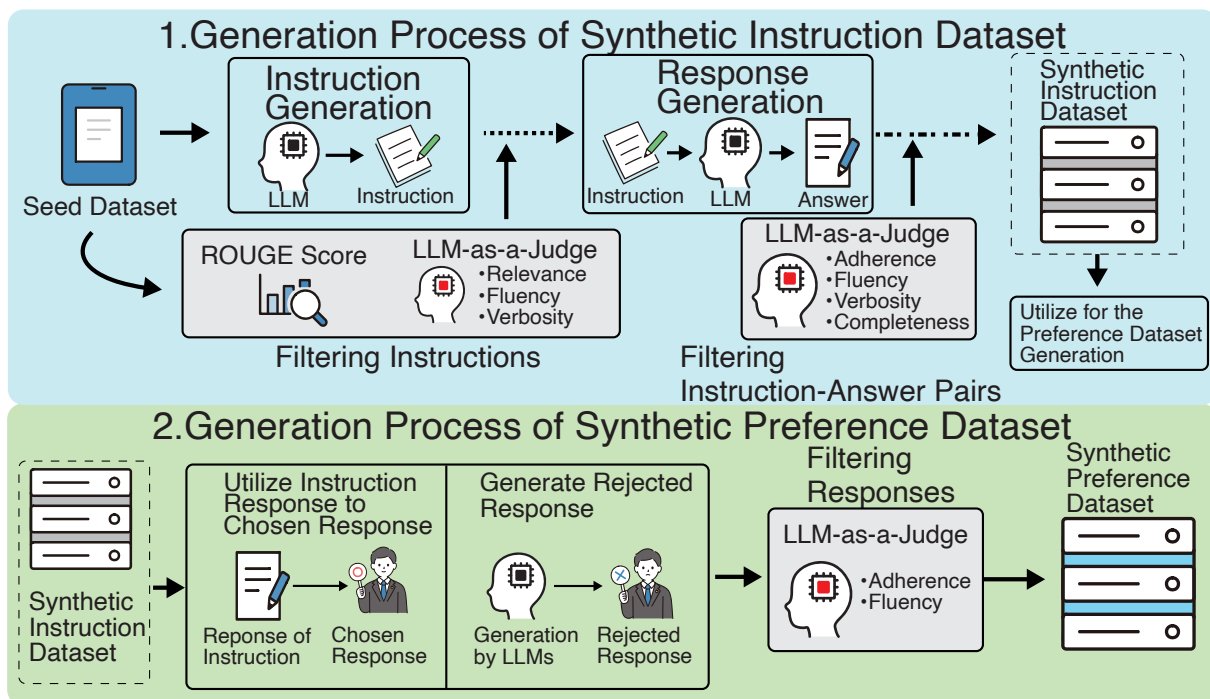 1.Generation Process of Synthetic Instruction Dataset
Seed Dataset
Instruction
Generation
LLM
Instruction
ROUGE Score
LLM-as-a-Judge
•Relevance
•Fluency
•Verbosity
Filtering Instructions
Response
Generation
Instruction
LLM
Answer
LLM-as-a-Judge
•Adherence
•Fluency
•Verbosity
•Completeness
Filtering
Instruction-Answer Pairs
Synthetic
Instruction
Dataset
Utilize for the
Preference Dataset
Generation
2.Generation Process of Synthetic Preference Dataset
Synthetic
Instruction
Dataset
Utilize Instruction
Response to
Chosen Response
Reponse of
Instruction
Chosen
Response
Generate Rejected
Response
Generation
by LLMs
Rejected
Response
Filtering
Responses
LLM-as-a-Judge
•Adherence
•Fluency
Synthetic
Preference
Dataset